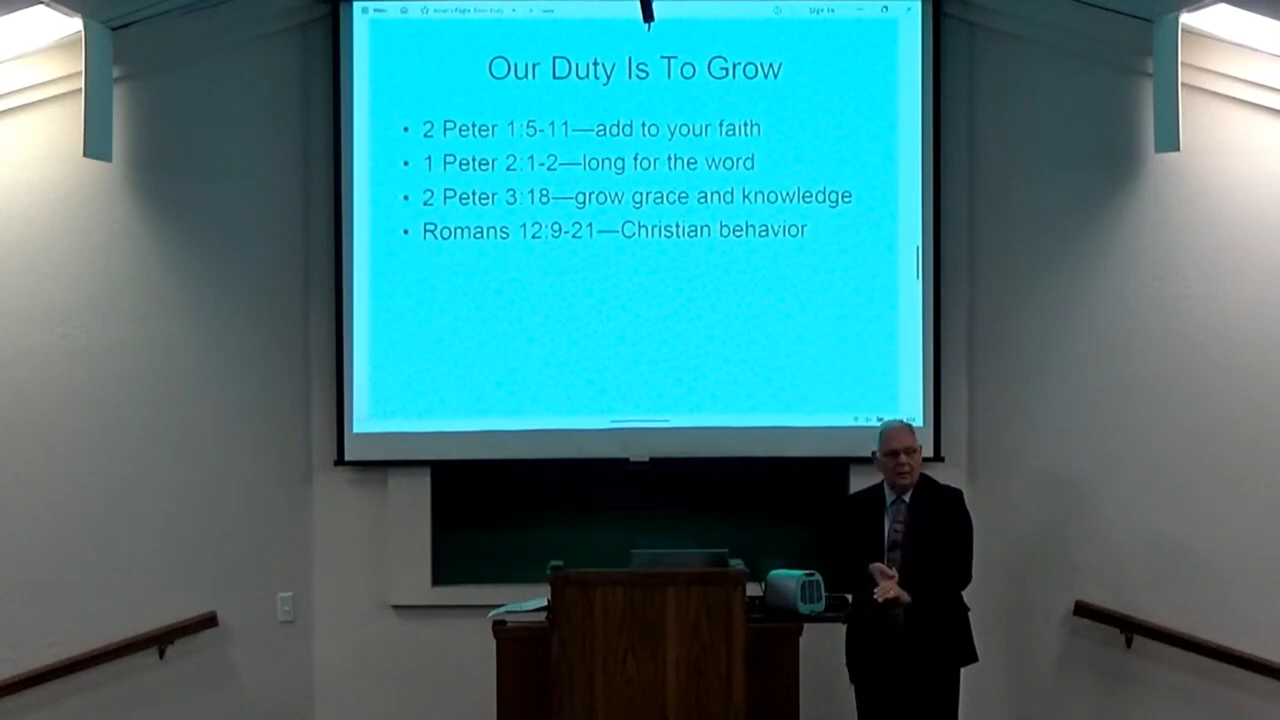 Our Duty Is To Grow
• 2 Peter 1:5-11—add to your faith
• 1 Peter 2:1-2—long for the word
• 2 Peter 3:18—grow grace and knowledge
• Romans 12:9-21—Christian behavior